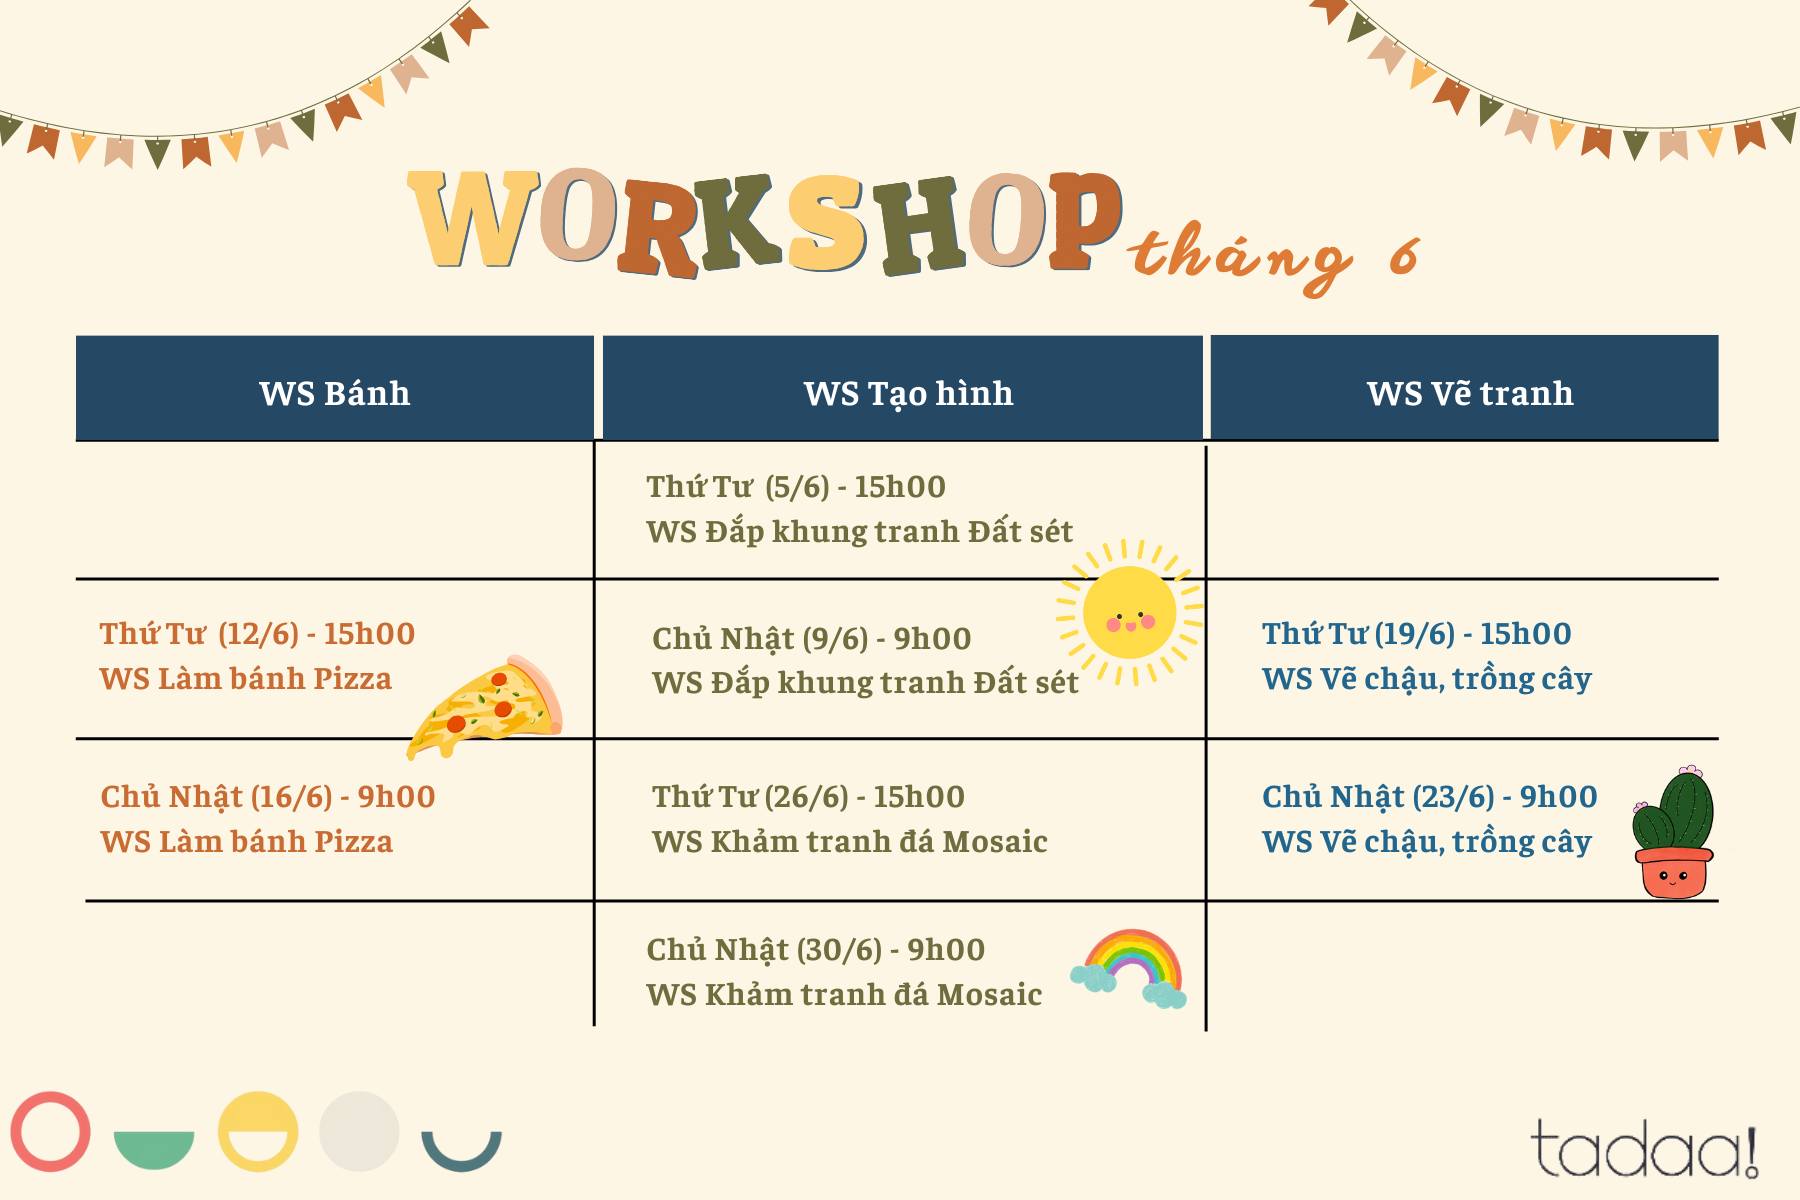 WORKSHOP tháng 6
WS Bánh
WS Tạo hình
WS Vẽ tranh
Thứ Tư (5/6) - 15h00
WS Đắp khung tranh Đất sét
Thứ Tư (12/6) - 15h00
WS Làm bánh Pizza
Chủ Nhật (9/6) - 9h00
WS Đắp khung tranh Đất sét
Thứ Tư (19/6) - 15h00
WS Vẽ chậu, trồng cây
Chủ Nhật (16/6) - 9h00
WS Làm bánh Pizza
Thứ Tư (26/6) - 15h00
WS Khảm tranh đá Mosaic
Chủ Nhật (23/6) - 9h00
WS Vẽ chậu, trồng cây
Chủ Nhật (30/6) - 9h00
WS Khảm tranh đá Mosaic
tadaa!